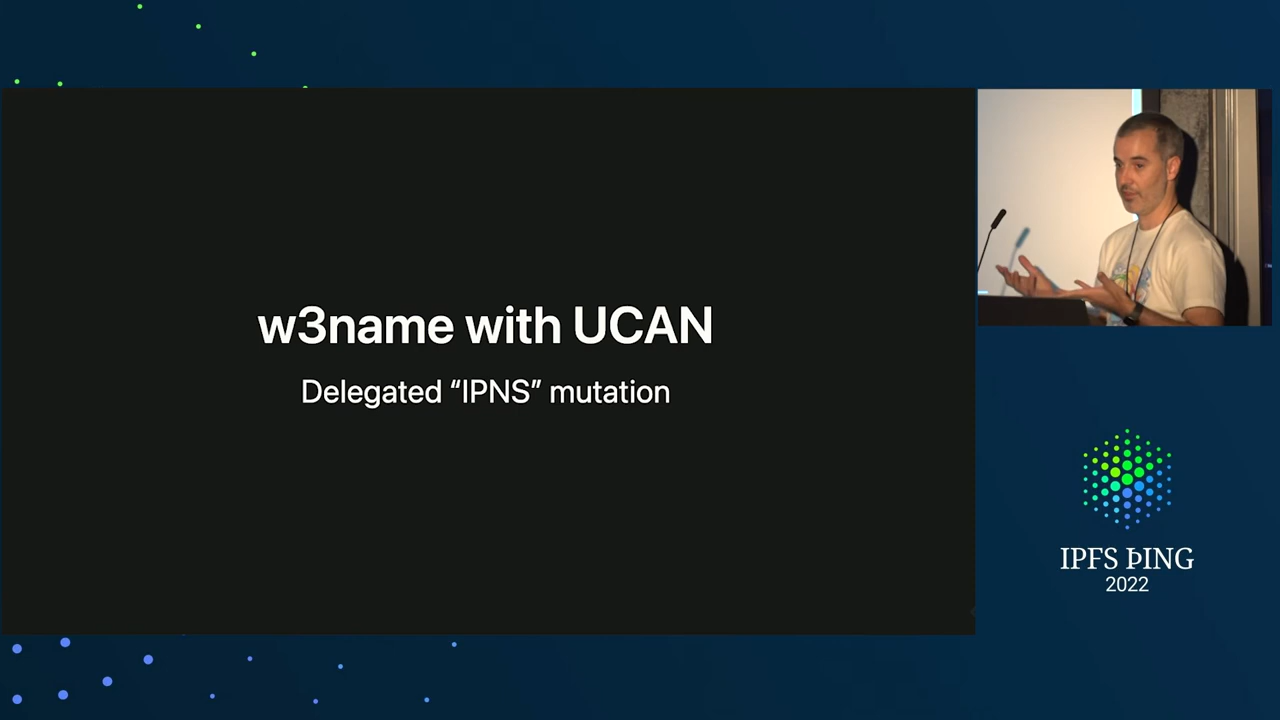 w3name with UCAN
Delegated “IPNS” mutation
IPFS ÞING
2022